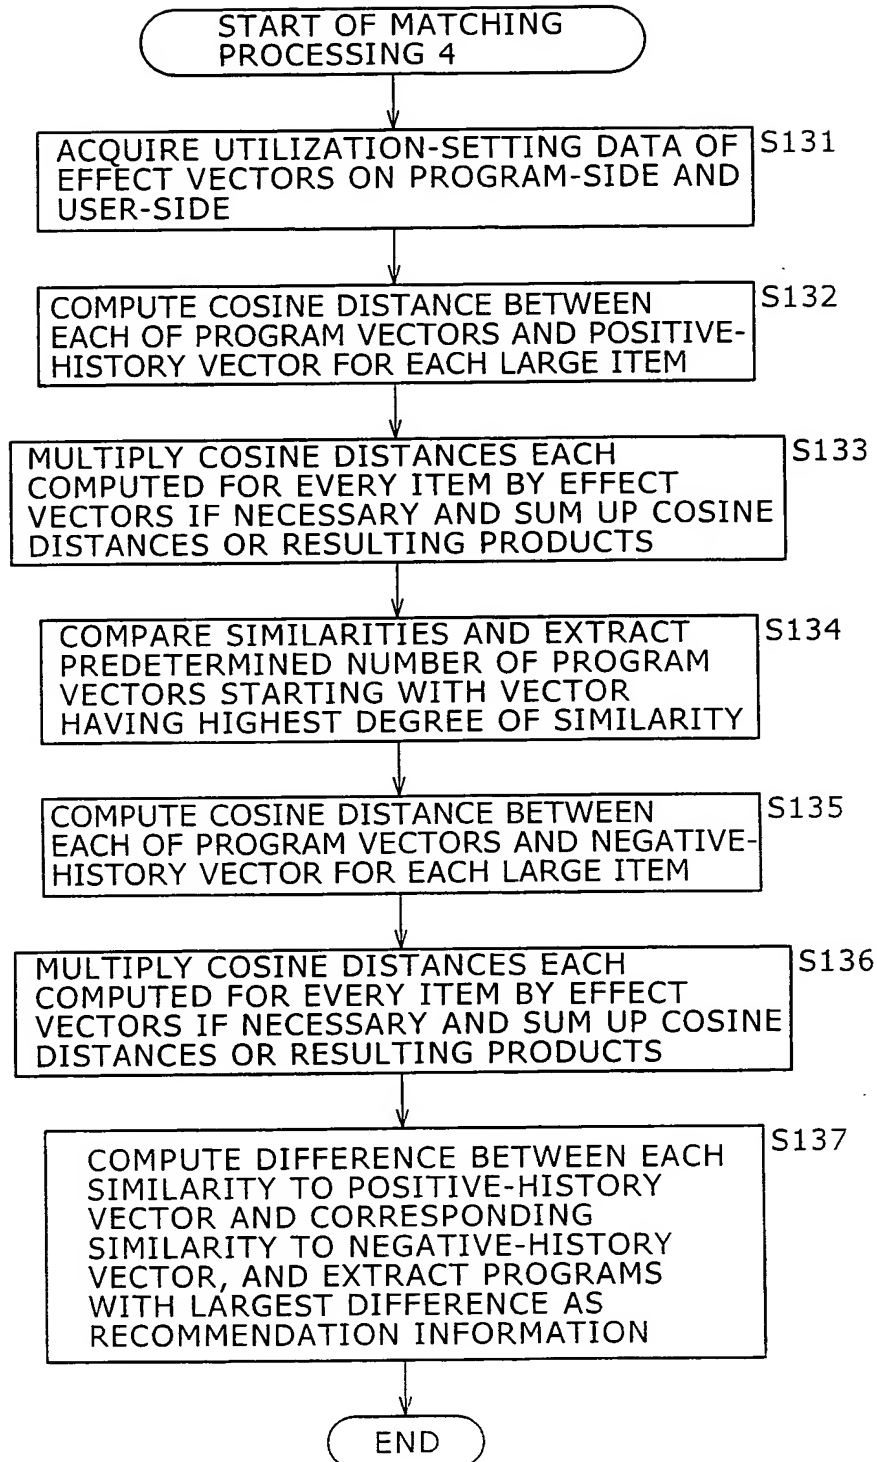 START OF MATCHING
PROCESSING 4
S131
ACQUIRE UTILIZATION-SETTING DATA OF
EFFECT VECTORS ON PROGRAM-SIDE AND
USER-SIDE
S132
COMPUTE COSINE DISTANCE BETWEEN
EACH OF PROGRAM VECTORS AND POSITIVE-
HISTORY VECTOR FOR EACH LARGE ITEM
S133
MULTIPLY COSINE DISTANCES EACH
COMPUTED FOR EVERY ITEM BY EFFECT
VECTORS IF NECESSARY AND SUM UP COSINE
DISTANCES OR RESULTING PRODUCTS
S134
COMPARE SIMILARITIES AND EXTRACT
PREDETERMINED NUMBER OF PROGRAM
VECTORS STARTING WITH VECTOR
HAVING HIGHEST DEGREE OF SIMILARITY
S135
COMPUTE COSINE DISTANCE BETWEEN
EACH OF PROGRAM VECTORS AND NEGATIVE-
HISTORY VECTOR FOR EACH LARGE ITEM
S136
MULTIPLY COSINE DISTANCES EACH
COMPUTED FOR EVERY ITEM BY EFFECT
VECTORS IF NECESSARY AND SUM UP COSINE
DISTANCES OR RESULTING PRODUCTS
S137
COMPUTE DIFFERENCE BETWEEN EACH
SIMILARITY TO POSITIVE-HISTORY
VECTOR AND CORRESPONDING
SIMILARITY TO NEGATIVE-HISTORY
VECTOR, AND EXTRACT PROGRAMS
WITH LARGEST DIFFERENCE AS
RECOMMENDATION INFORMATION
END